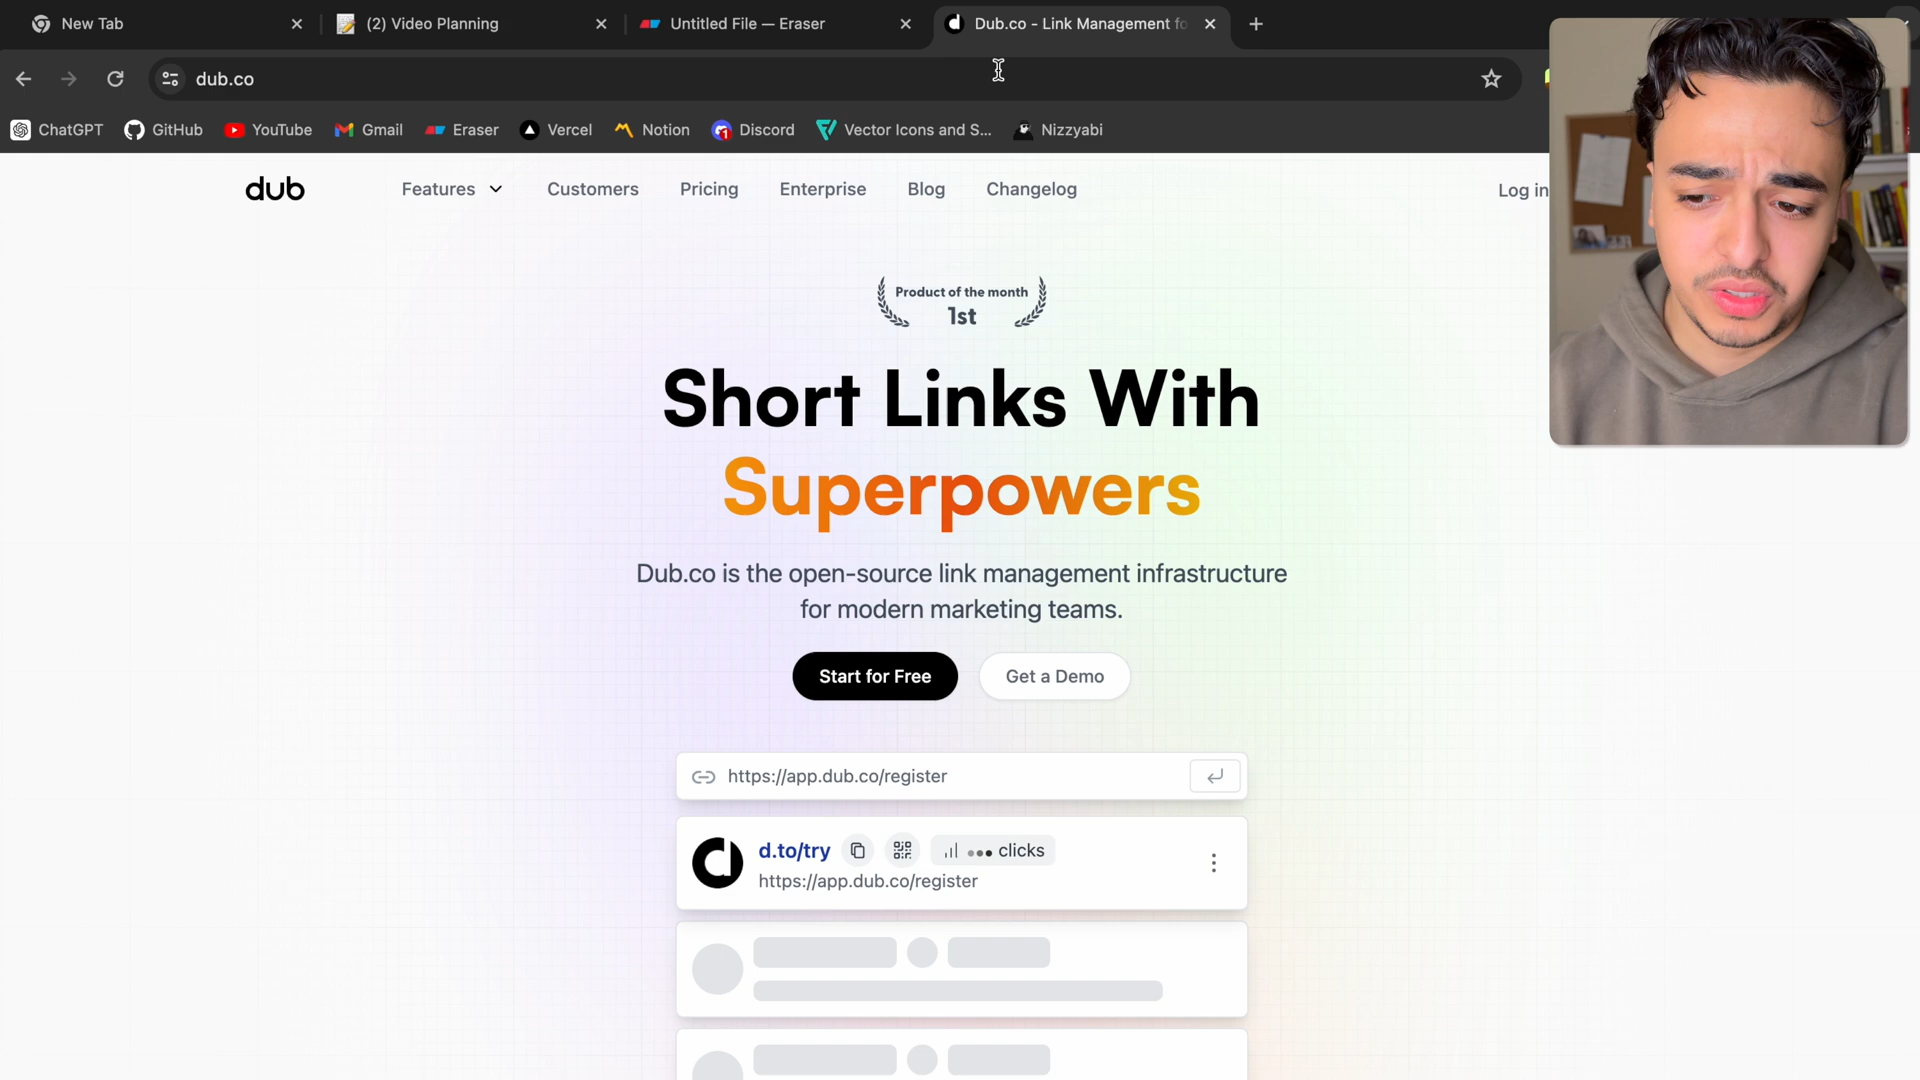 New Tab
(2) Video Planning
Untitled File — Eraser
Dub.co - Link Management fo
dub.co
ChatGPT
GitHub
YouTube
Gmail
Eraser
Vercel
Notion
Discord
Vector Icons and S...
Nizzyabi
dub
Features
Customers
Pricing
Enterprise
Blog
Changelog
Log in
Product of the month
1st
Short Links With
Superpowers
Dub.co is the open-source link management infrastructure
for modern marketing teams.
Start for Free
Get a Demo
https://app.dub.co/register
d.to/try
clicks
https://app.dub.co/register